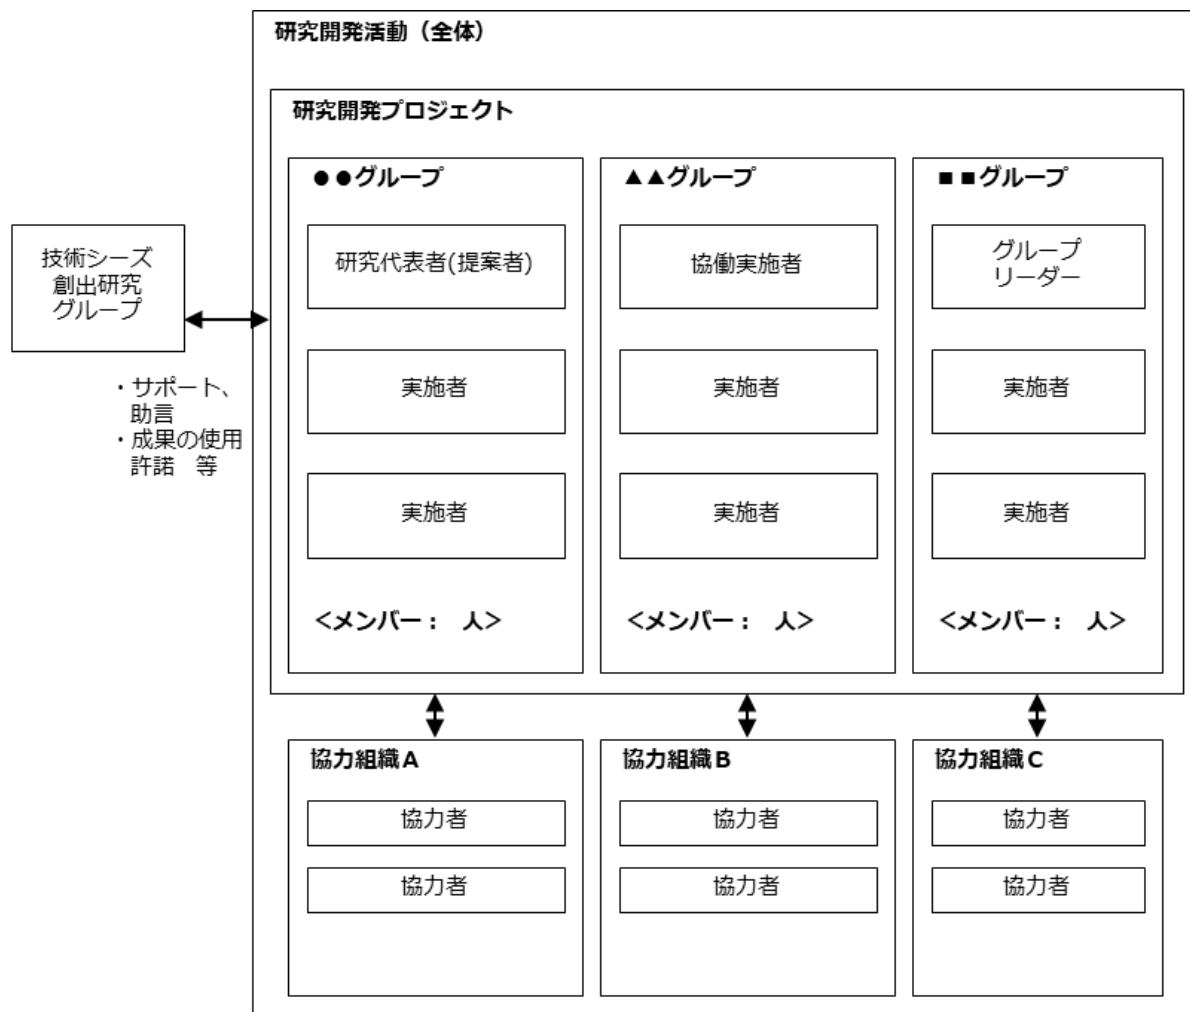 研究開発活動（全体）
研究開発プロジェクト
●●グループ
研究代表者(提案者)
実施者
実施者
<メンバー：　人>
▲▲グループ
協働実施者
実施者
実施者
<メンバー：　人>
■■グループ
グループ
リーダー
実施者
実施者
<メンバー：　人>
技術シーズ
創出研究
グループ
・サポート、
助言
・成果の使用
許諾　等
協力組織A
協力者
協力者
協力組織B
協力者
協力者
協力組織C
協力者
協力者